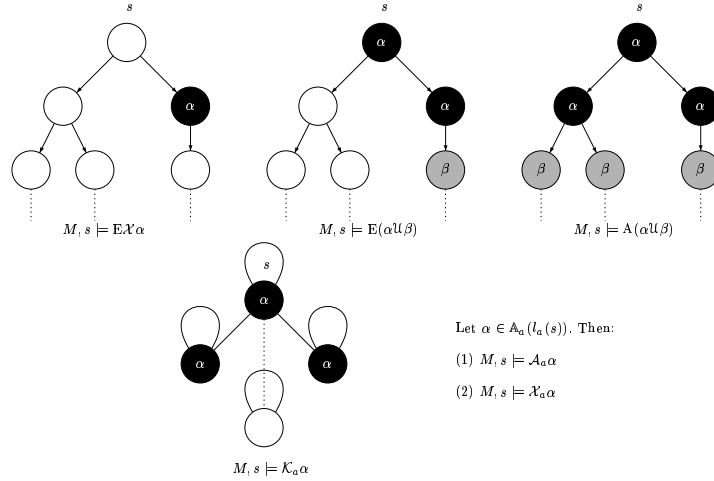 s
s
s
α
α
α
α
α
α
β
β
β
β
M, s ⊨ E𝒳α
M, s ⊨ E(α𝒰β)
M, s ⊨ A(α𝒰β)
s
α
α
α
Let α ∈ 𝔸ₐ(lₐ(s)). Then:
(1) M, s ⊨ 𝒜ₐα
(2) M, s ⊨ 𝒳ₐα
M, s ⊨ 𝒦ₐα